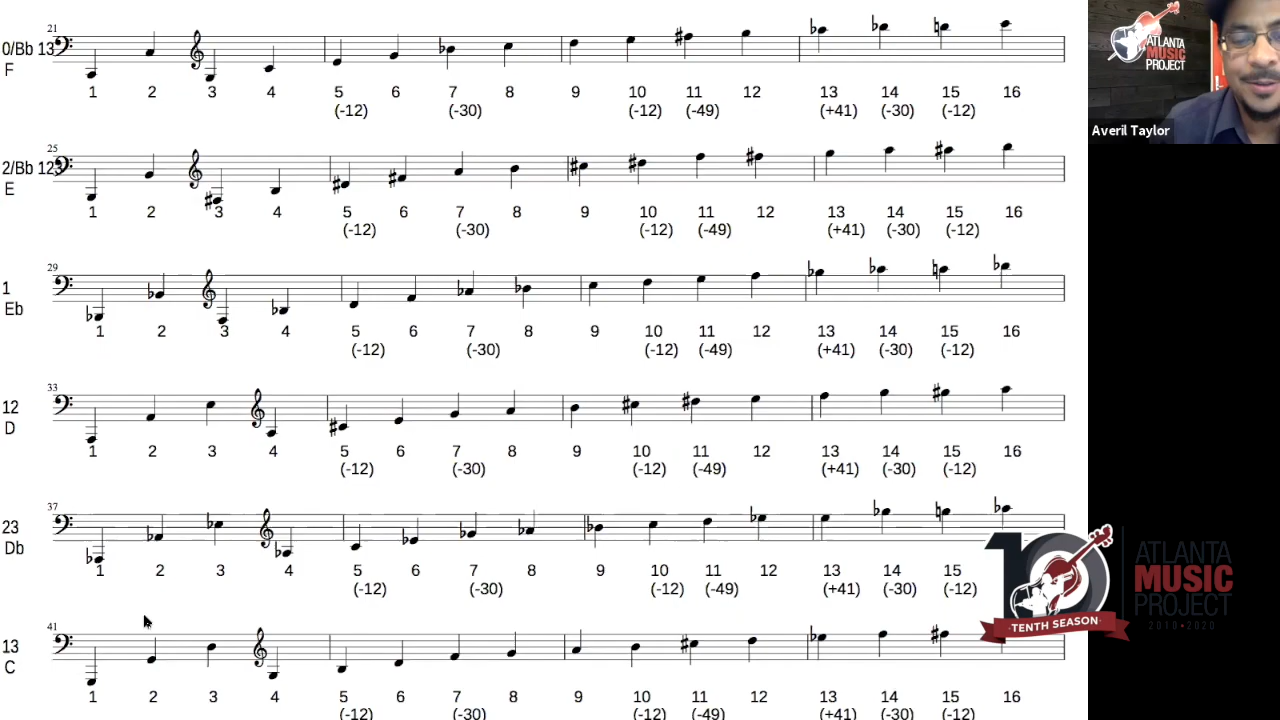 21
0/Bb 13
F
1 2 3 4 5 6 7 8 9 10 11 12 13 14 15 16
(-12) (-30) (-12) (-49) (+41) (-30) (-12)
25
2/Bb 123
E
1 2 3 4 5 6 7 8 9 10 11 12 13 14 15 16
(-12) (-30) (-12) (-49) (+41) (-30) (-12)
29
1
Eb
1 2 3 4 5 6 7 8 9 10 11 12 13 14 15 16
(-12) (-30) (-12) (-49) (+41) (-30) (-12)
33
12
D
1 2 3 4 5 6 7 8 9 10 11 12 13 14 15 16
(-12) (-30) (-12) (-49) (+41) (-30) (-12)
37
23
Db
1 2 3 4 5 6 7 8 9 10 11 12 13 14 15
(-12) (-30) (-12) (-49) (+41) (-30) (-12)
41
13
C
1 2 3 4 5 6 7 8 9 10 11 12 13 14 15 16
(-12) (-30) (-12) (-49) (+41) (-30) (-12)
ATLANTA
MUSIC
PROJECT
Averil Taylor
10
·TENTH SEASON·
ATLANTA
MUSIC
PROJECT
2010•2020